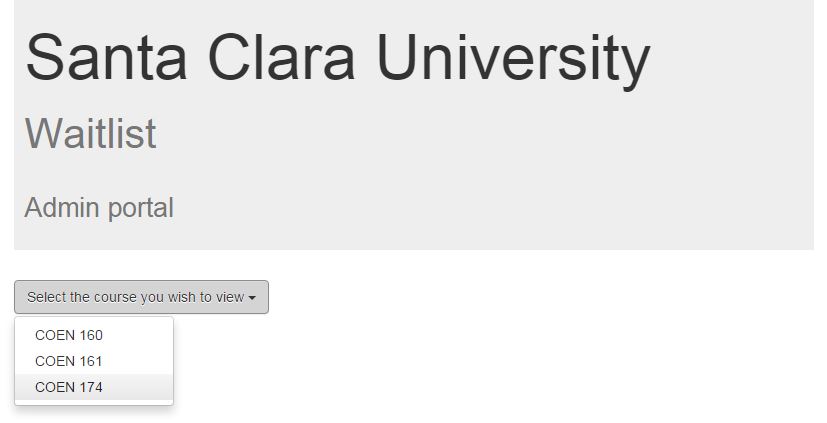 Santa Clara University
Waitlist
Admin portal
Select the course you wish to view
COEN 160
COEN 161
COEN 174